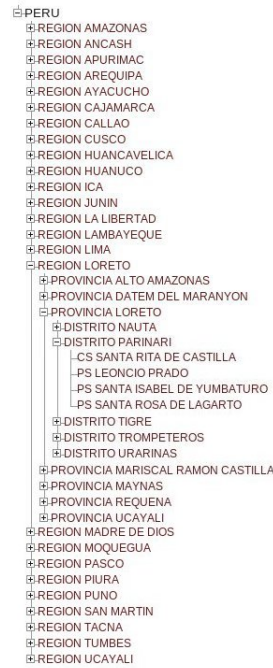 PERU
REGION AMAZONAS
REGION ANCASH
REGION APURIMAC
REGION AREQUIPA
REGION AYACUCHO
REGION CAJAMARCA
REGION CALLAO
REGION CUSCO
REGION HUANCAVELICA
REGION HUANUCO
REGION ICA
REGION JUNIN
REGION LA LIBERTAD
REGION LAMBAYEQUE
REGION LIMA
REGION LORETO
PROVINCIA ALTO AMAZONAS
PROVINCIA DATEM DEL MARANYON
PROVINCIA LORETO
DISTRITO NAUTA
DISTRITO PARINARI
CS SANTA RITA DE CASTILLA
PS LEONCIO PRADO
PS SANTA ISABEL DE YUMBATURO
PS SANTA ROSA DE LAGARTO
DISTRITO TIGRE
DISTRITO TROMPETEROS
DISTRITO URARINAS
PROVINCIA MARISCAL RAMON CASTILLA
PROVINCIA MAYNAS
PROVINCIA REQUENA
PROVINCIA UCAYALI
REGION MADRE DE DIOS
REGION MOQUEGUA
REGION PASCO
REGION PIURA
REGION PUNO
REGION SAN MARTIN
REGION TACNA
REGION TUMBES
REGION UCAYALI